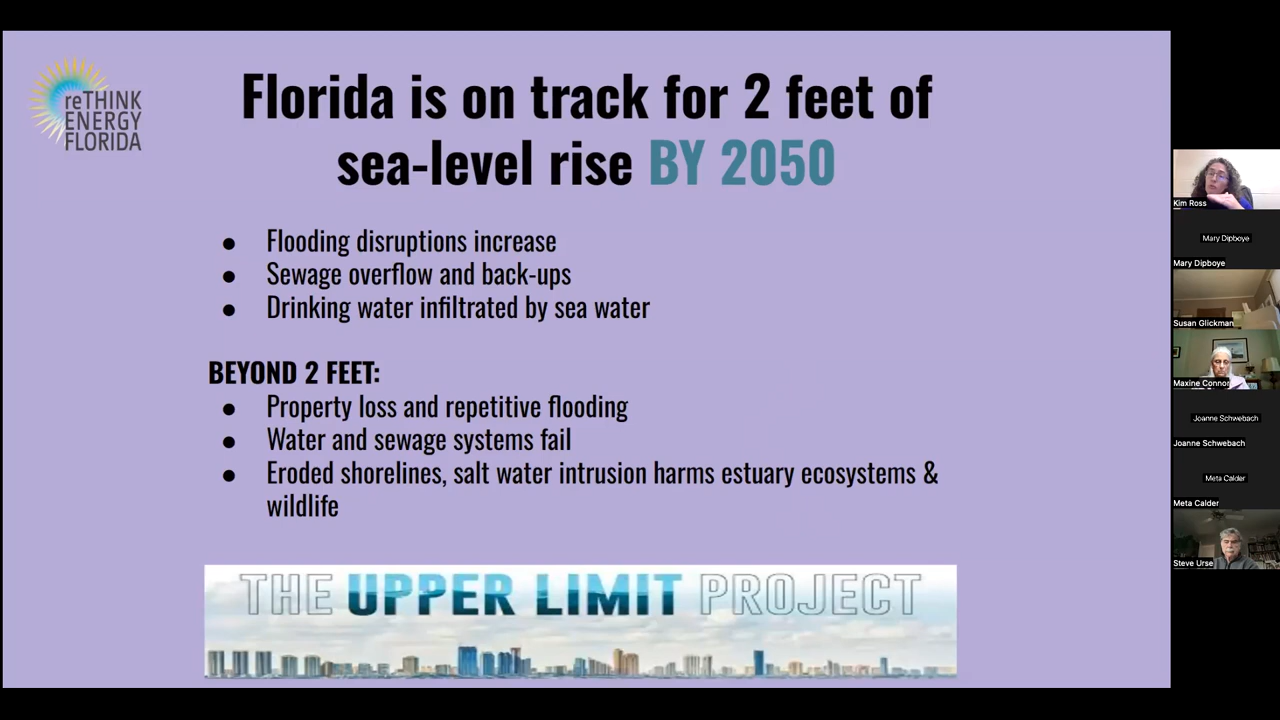 reTHINK
ENERGY
FLORIDA
Florida is on track for 2 feet of
sea-level rise BY 2050
● Flooding disruptions increase
● Sewage overflow and back-ups
● Drinking water infiltrated by sea water
BEYOND 2 FEET:
● Property loss and repetitive flooding
● Water and sewage systems fail
● Eroded shorelines, salt water intrusion harms estuary ecosystems &
wildlife
THE UPPER LIMIT PROJECT
Kim Ross
Mary Dipboye
Mary Dipboye
Susan Glickman
Maxine Connor
Joanne Schwebach
Joanne Schwebach
Meta Calder
Meta Calder
Steve Urse